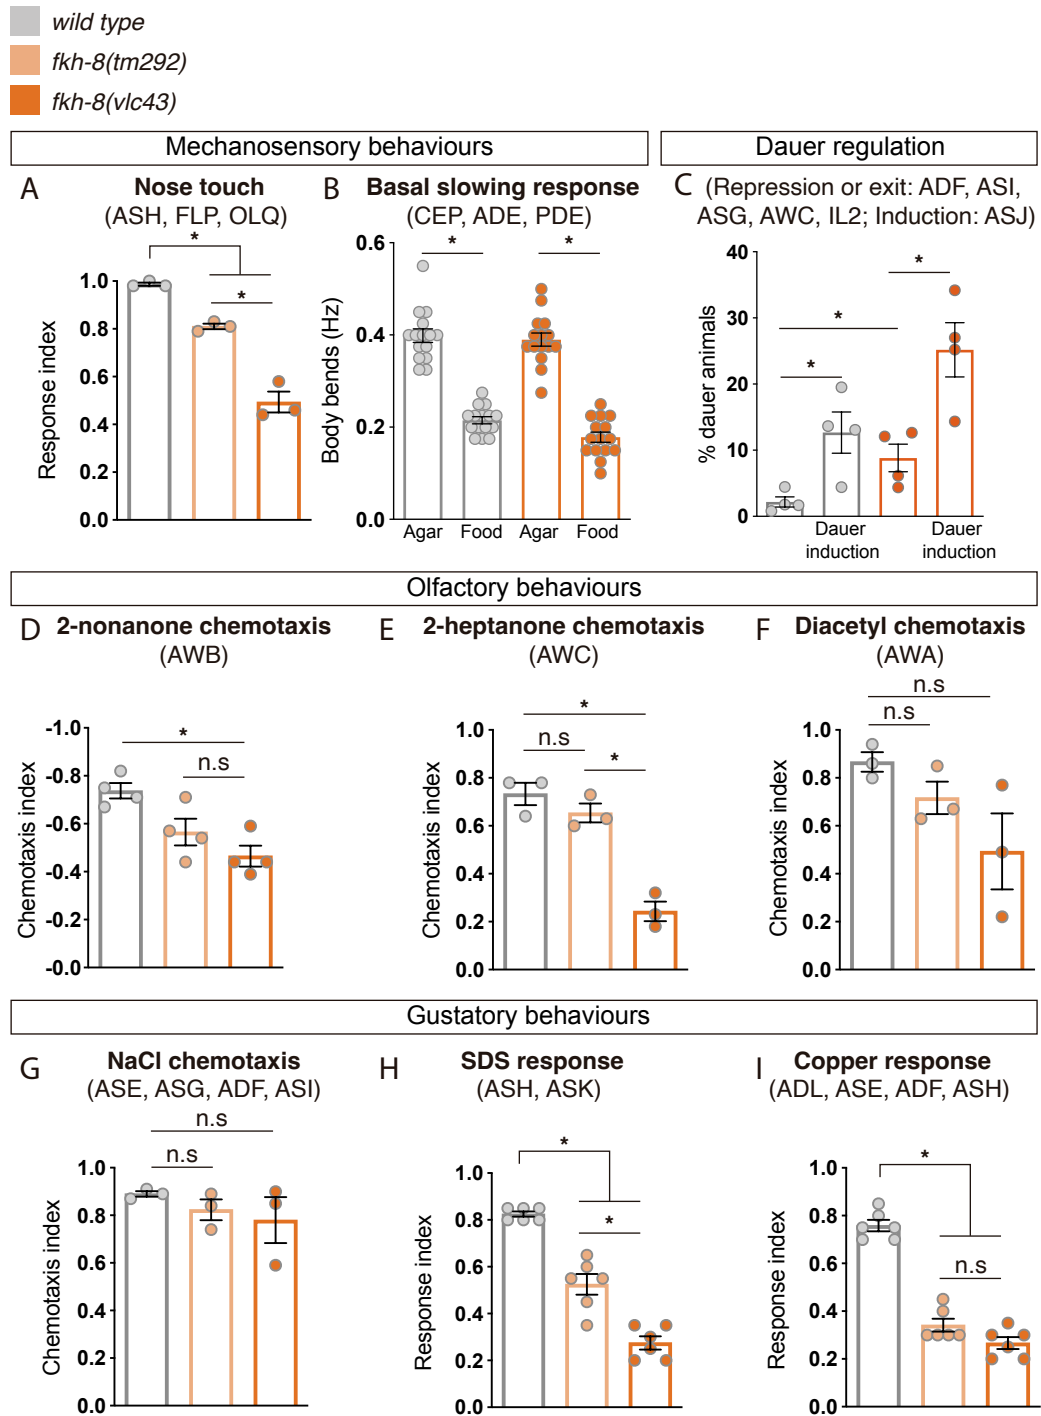 wild type
fkh-8(tm292)
fkh-8(vlc43)
Mechanosensory behaviours
Dauer regulation
A
Nose touch
(ASH, FLP, OLQ)
*
*
1.0
0.8
0.6
0.4
0.2
0.0
Response index
B
Basal slowing response
(CEP, ADE, PDE)
*
*
0.6
0.4
0.2
0.0
Body bends (Hz)
Agar
Food
Agar
Food
C
(Repression or exit: ADF, ASI,
ASG, AWC, IL2; Induction: ASJ)
*
*
*
40
30
20
10
0
% dauer animals
Dauer
induction
Dauer
induction
Olfactory behaviours
D
2-nonanone chemotaxis
(AWB)
*
n.s
-1.0
-0.8
-0.6
-0.4
-0.2
-0.0
Chemotaxis index
E
2-heptanone chemotaxis
(AWC)
*
n.s
*
1.0
0.8
0.6
0.4
0.2
0.0
Chemotaxis index
F
Diacetyl chemotaxis
(AWA)
n.s
n.s
1.0
0.8
0.6
0.4
0.2
0.0
Chemotaxis index
Gustatory behaviours
G
NaCl chemotaxis
(ASE, ASG, ADF, ASI)
n.s
n.s
1.0
0.8
0.6
0.4
0.2
0.0
Chemotaxis index
H
SDS response
(ASH, ASK)
*
*
1.0
0.8
0.6
0.4
0.2
0.0
Response index
I
Copper response
(ADL, ASE, ADF, ASH)
*
n.s
1.0
0.8
0.6
0.4
0.2
0.0
Response index